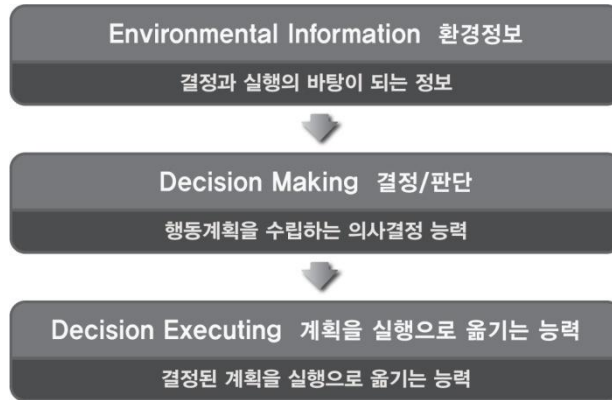 Environmental Information 환경정보
결정과 실행의 바탕이 되는 정보
Decision Making 결정/판단
행동계획을 수립하는 의사결정 능력
Decision Executing 계획을 실행으로 옮기는 능력
결정된 계획을 실행으로 옮기는 능력